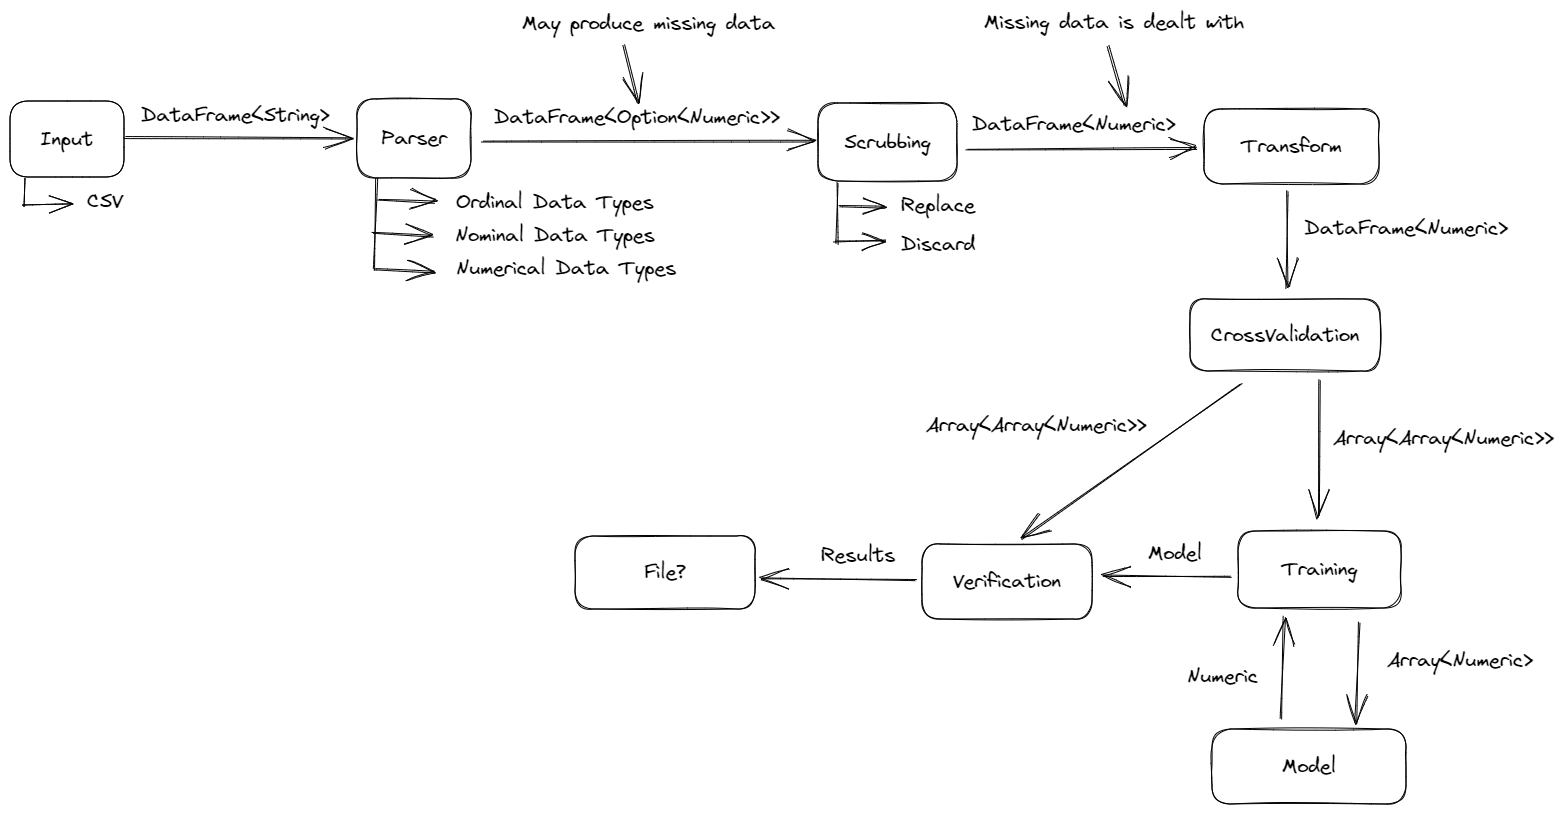 May produce missing data
Missing data is dealt with
Input
DataFrame<String>
Parser
DataFrame<Option<Numeric>>
Scrubbing
DataFrame<Numeric>
Transform
CSV
Ordinal Data Types
Nominal Data Types
Numerical Data Types
Replace
Discard
DataFrame<Numeric>
CrossValidation
Array<Array<Numeric>>
Array<Array<Numeric>>
File?
Results
Verification
Model
Training
Numeric
Array<Numeric>
Model